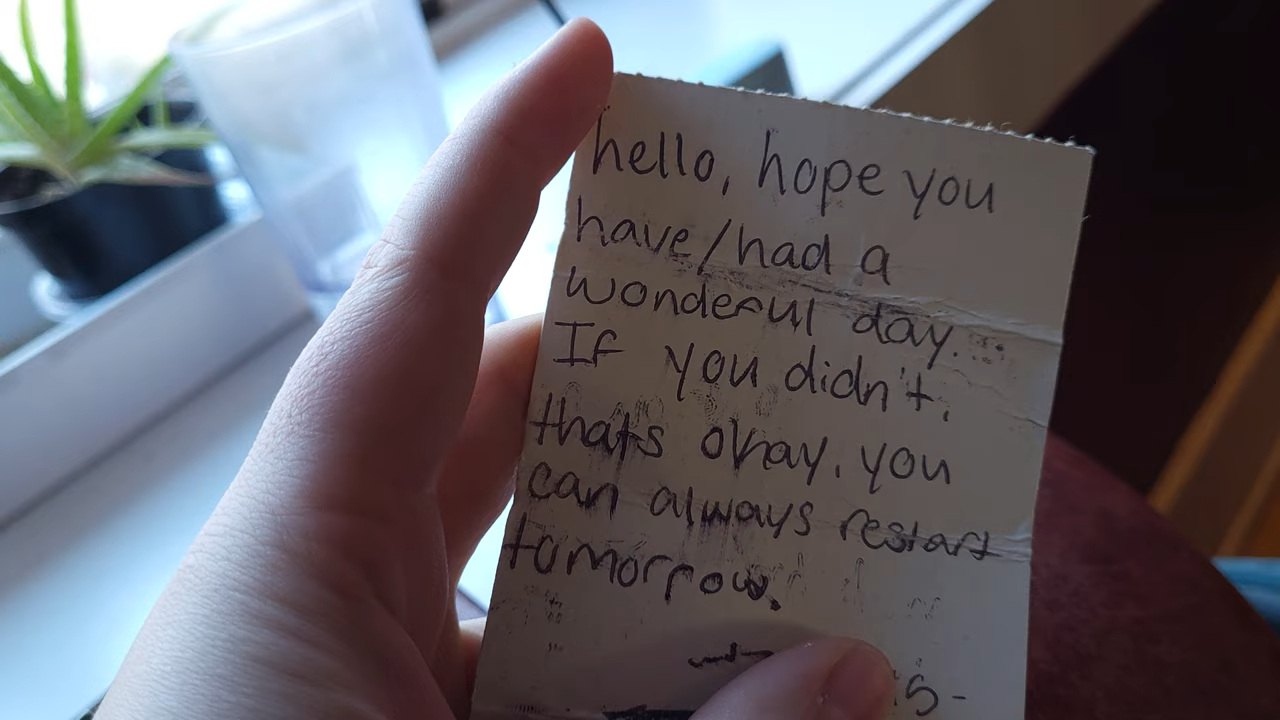 hello, hope you
have/had a
wonderful day.
If you didn't,
thats okay. you
can always restart
tomorrow.